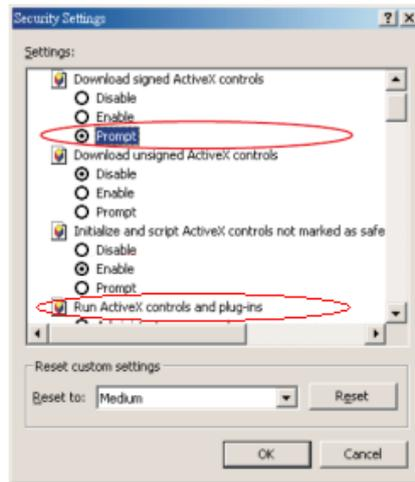 Security Settings
Settings:
Download signed ActiveX controls
Disable
Enable
Prompt
Download unsigned ActiveX controls
Disable
Enable
Prompt
Initialize and script ActiveX controls not marked as safe
Disable
Enable
Prompt
Run ActiveX controls and plug-ins
Reset custom settings
Reset to: Medium
Reset
OK
Cancel